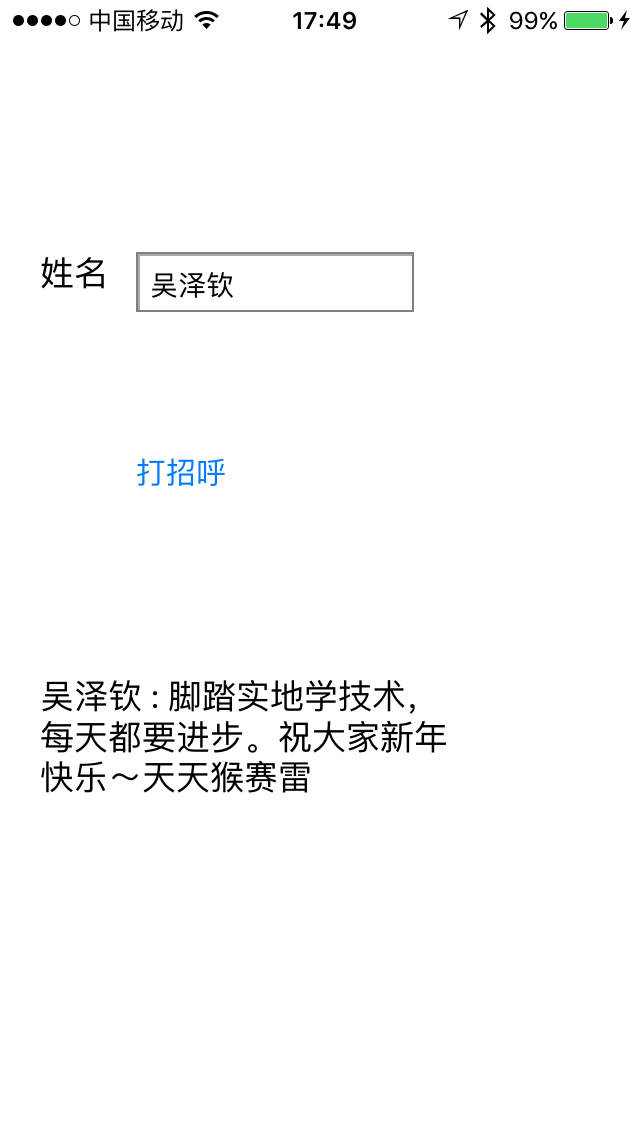 中国移动 17:49 99%
姓名 吴泽钦
打招呼
吴泽钦 : 脚踏实地学技术，
每天都要进步。祝大家新年
快乐～天天猴赛雷